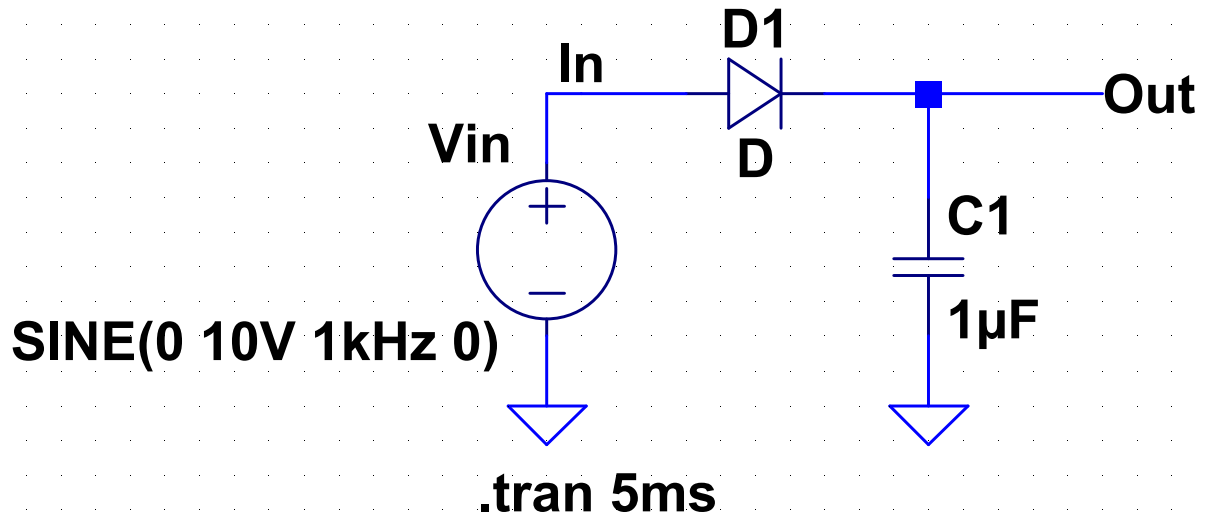 D1
In
Out
Vin
D
C1
1µF
SINE(0 10V 1kHz 0)
.tran 5ms